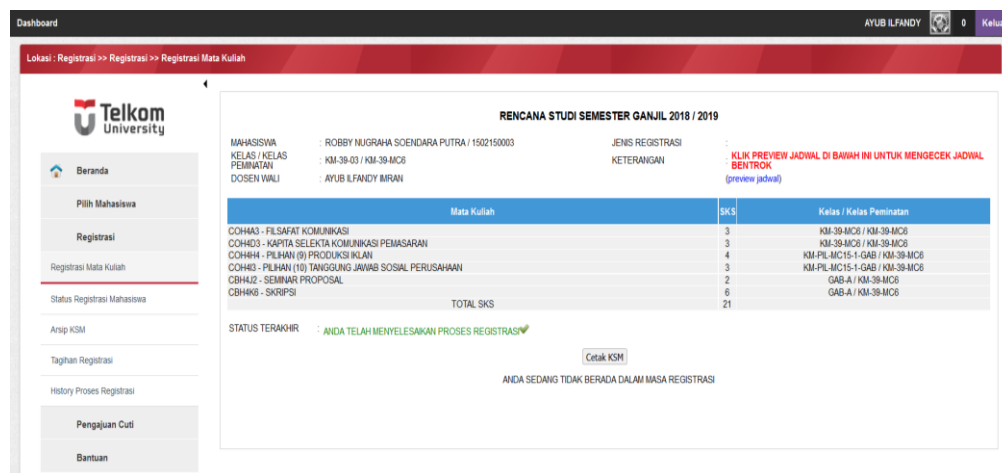 Dashboard
AYUB ILFANDY 0 Kelua
Lokasi : Registrasi >> Registrasi >> Registrasi Mata Kuliah
Telkom
University
Beranda
Pilih Mahasiswa
Registrasi
Registrasi Mata Kuliah
Status Registrasi Mahasiswa
Arsip KSM
Tagihan Registrasi
History Proses Registrasi
Pengajuan Cuti
Bantuan
RENCANA STUDI SEMESTER GANJIL 2018 / 2019
MAHASISWA : ROBBY NUGRAHA SOENDARA PUTRA / 1502150003
KELAS / KELAS PEMINATAN : KM-39-03 / KM-39-MC6
DOSEN WALI : AYUB ILFANDY IMRAN
JENIS REGISTRASI :
KETERANGAN : KLIK PREVIEW JADWAL DI BAWAH INI UNTUK MENGECEK JADWAL
BENTROK
(preview jadwal)
Mata Kuliah SKS Kelas / Kelas Peminatan
COH4A3 - FILSAFAT KOMUNIKASI 3 KM-39-MC6 / KM-39-MC6
COH4D3 - KAPITA SELEKTA KOMUNIKASI PEMASARAN 3 KM-39-MC6 / KM-39-MC6
COH4H4 - PILIHAN (9) PRODUKSI IKLAN 4 KM-PIL-MC15-1-GAB / KM-39-MC6
COH4I3 - PILIHAN (10) TANGGUNG JAWAB SOSIAL PERUSAHAAN 3 KM-PIL-MC15-1-GAB / KM-39-MC6
CBH4J2 - SEMINAR PROPOSAL 2 GAB-A / KM-39-MC6
CBH4K6 - SKRIPSI 6 GAB-A / KM-39-MC6
TOTAL SKS 21
STATUS TERAKHIR : ANDA TELAH MENYELESAIKAN PROSES REGISTRASI
Cetak KSM
ANDA SEDANG TIDAK BERADA DALAM MASA REGISTRASI